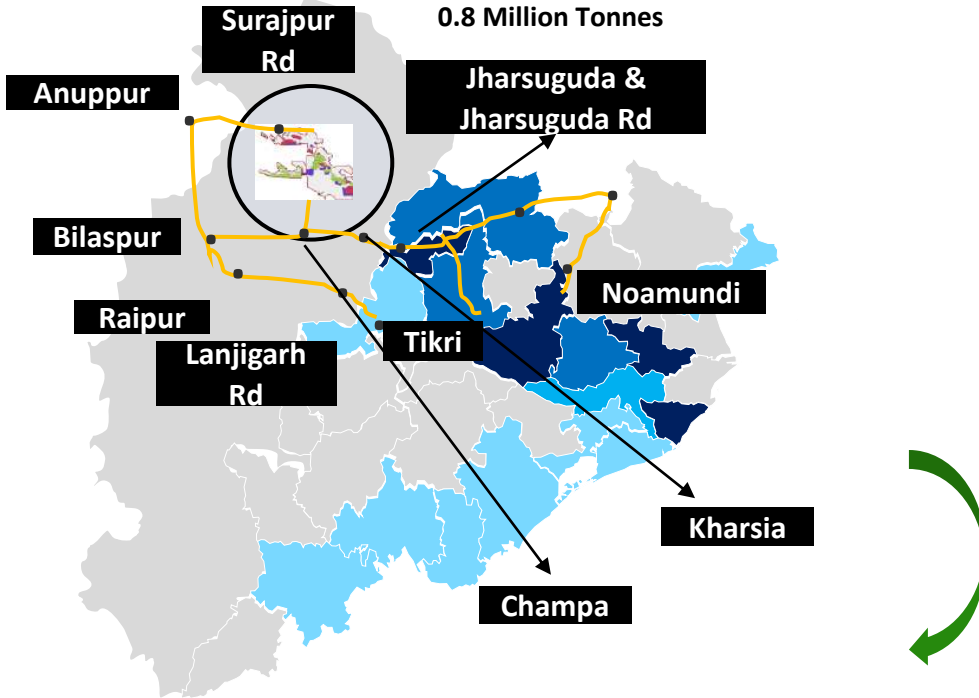 0.8 Million Tonnes
Surajpur
Rd
Jharsuguda &
Jharsuguda Rd
Anuppur
Bilaspur
Noamundi
Raipur
Tikri
Lanjigarh
Rd
Kharsia
Champa